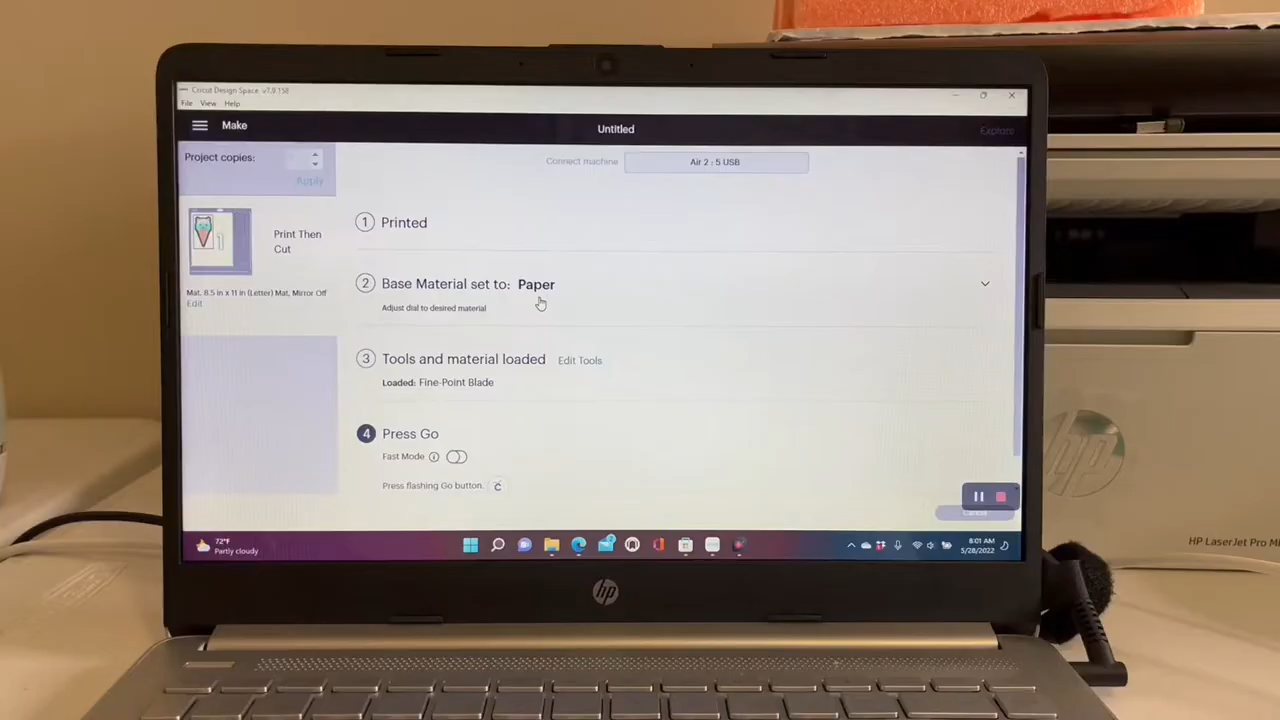 Cricut Design Space v7.9.158
File View Help
Make
Untitled
Explore
Project copies:
Apply
Connect machine
Air 2 : 5 USB
Print Then
Cut
Mat, 8.5 in x 11 in (Letter) Mat, Mirror Off
Edit
1 Printed
2 Base Material set to: Paper
Adjust dial to desired material
3 Tools and material loaded Edit Tools
Loaded: Fine-Point Blade
4 Press Go
Fast Mode
Press flashing Go button.
72°F
Partly cloudy
8:01 AM
5/28/2022
hp
hp
HP LaserJet Pro